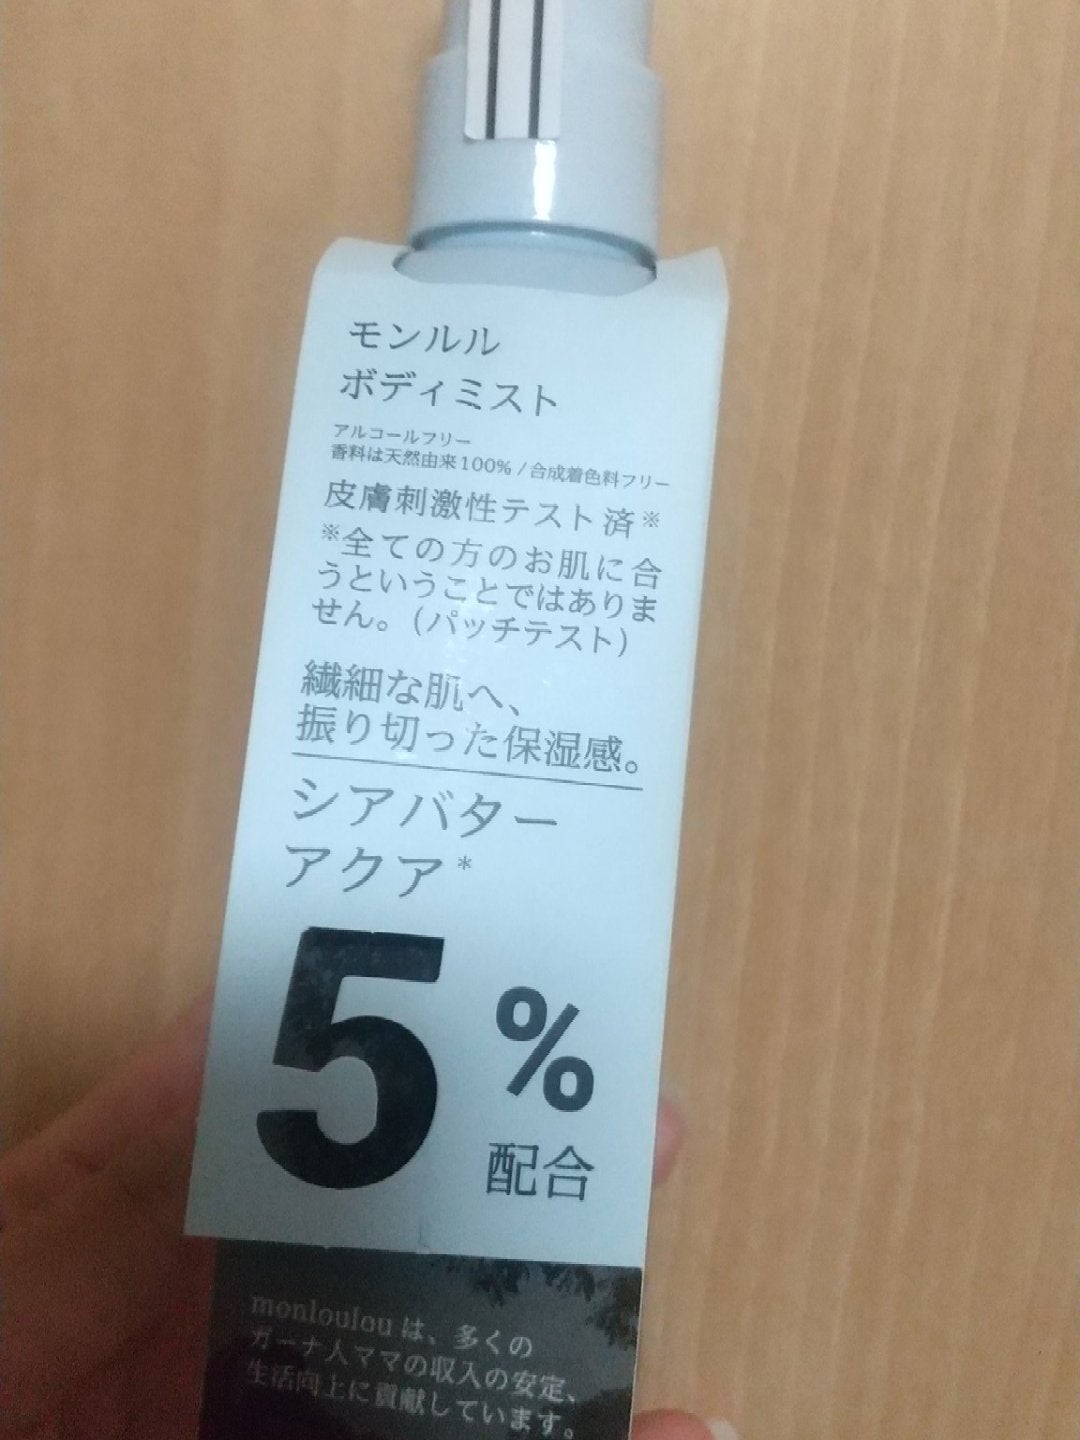 モンルル
ボディミスト
アルコールフリー
香料は天然由来100% / 合成着色料フリー
皮膚刺激性テスト済※
※全ての方のお肌に合
うということではありま
せん。(パッチテスト)
繊細な肌へ、
振り切った保湿感。
シアバター
アクア*
5%
配合
monloulouは、多くの
ガーナ人ママの収入の安定、
生活向上に貢献しています。